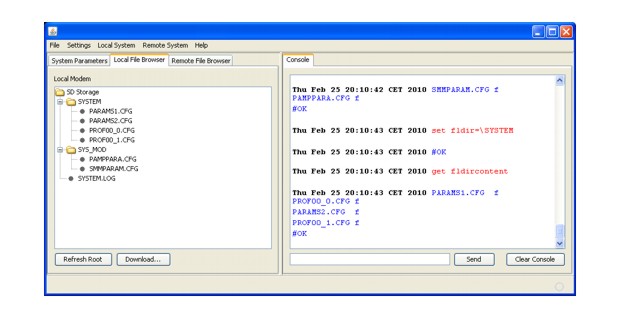 File Settings Local System Remote System Help
System Parameters Local File Browser Remote File Browser
Local Modem
SD Storage
SYSTEM
PARAMS1.CFG
PARAMS2.CFG
PROF00_0.CFG
PROF00_1.CFG
SYS_MOD
PAMPPARA.CFG
SMMPARAM.CFG
SYSTEM.LOG
Refresh Root Download...
Console
Thu Feb 25 20:10:42 CET 2010 SMMPARAM.CFG f
PAMPPARA.CFG f
#OK
Thu Feb 25 20:10:43 CET 2010 set fldir=\SYSTEM
Thu Feb 25 20:10:43 CET 2010 #OK
Thu Feb 25 20:10:43 CET 2010 get fldircontent
Thu Feb 25 20:10:43 CET 2010 PARAMS1.CFG f
PROF00_0.CFG f
PARAMS2.CFG f
PROF00_1.CFG f
#OK
Send Clear Console